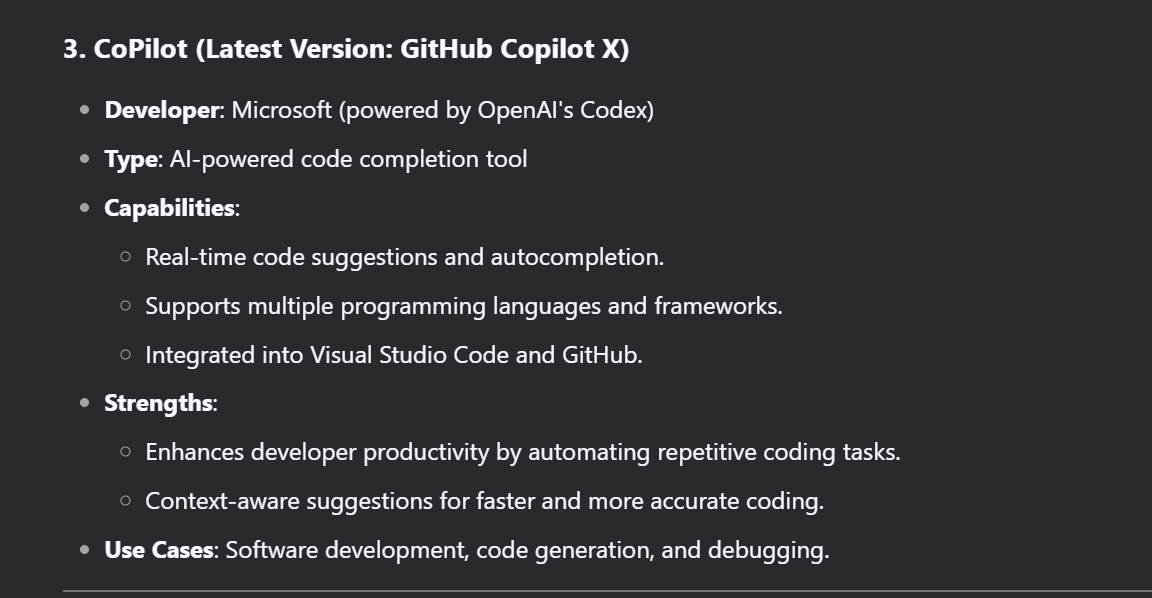 3. CoPilot (Latest Version: GitHub Copilot X)
Developer: Microsoft (powered by OpenAI's Codex)
Type: AI-powered code completion tool
Capabilities:
Real-time code suggestions and autocompletion.
Supports multiple programming languages and frameworks.
Integrated into Visual Studio Code and GitHub.
Strengths:
Enhances developer productivity by automating repetitive coding tasks.
Context-aware suggestions for faster and more accurate coding.
Use Cases: Software development, code generation, and debugging.